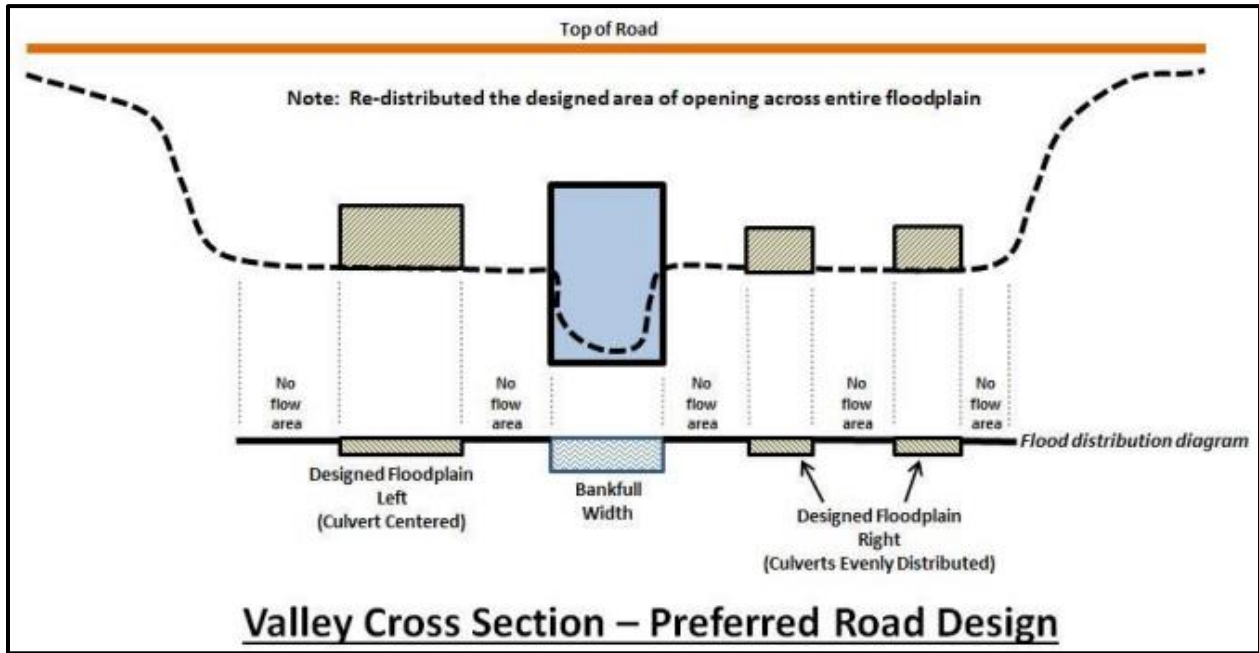 Top of Road
Note: Re-distributed the designed area of opening across entire floodplain
No
flow
area
No
flow
area
No
flow
area
No
flow
area
No
flow
area
Flood distribution diagram
Designed Floodplain
Left
(Culvert Centered)
Bankfull
Width
Designed Floodplain
Right
(Culverts Evenly Distributed)
Valley Cross Section – Preferred Road Design